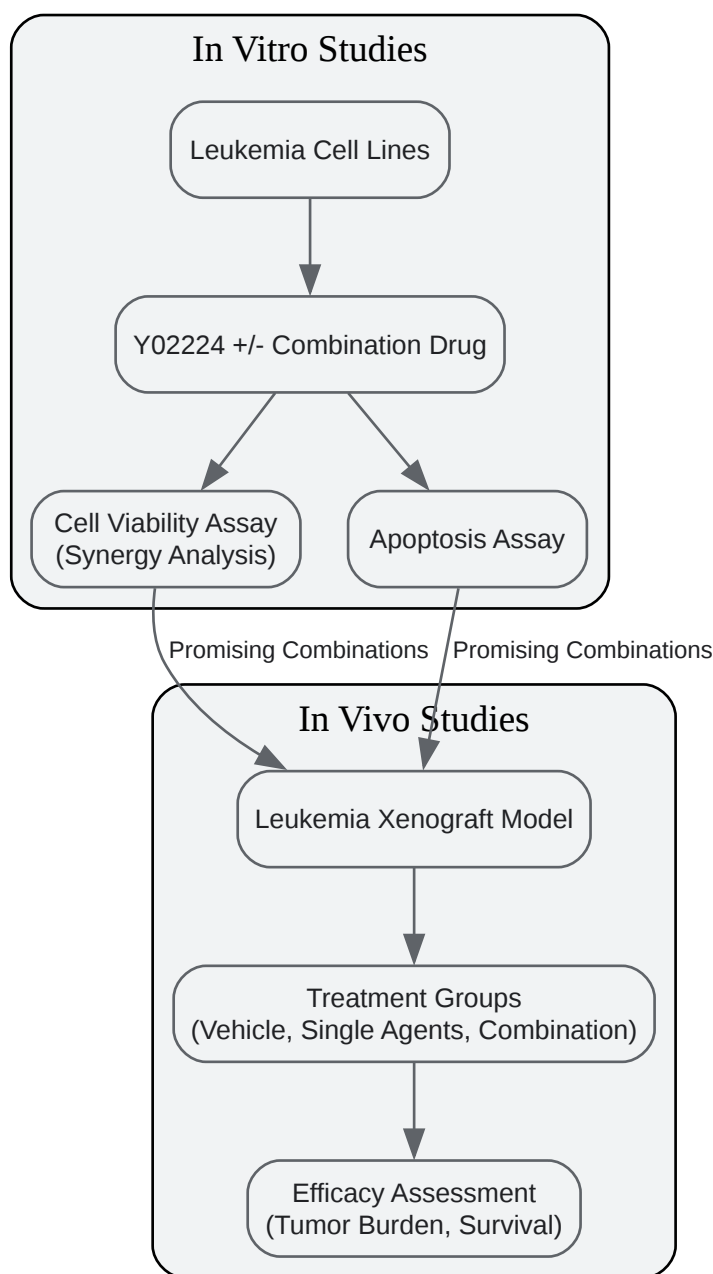 In Vitro Studies
Leukemia Cell Lines
Y02224 +/- Combination Drug
Cell Viability Assay
(Synergy Analysis)
Apoptosis Assay
Promising Combinations
Promising Combinations
In Vivo Studies
Leukemia Xenograft Model
Treatment Groups
(Vehicle, Single Agents, Combination)
Efficacy Assessment
(Tumor Burden, Survival)